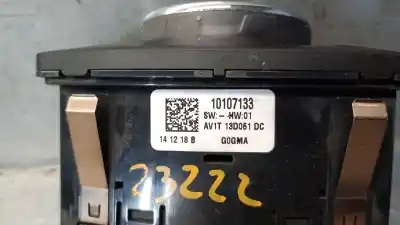 10107133
SW:- -HW:01
AV1T 13D061 DC
14 12 18 B G0GMA
23222